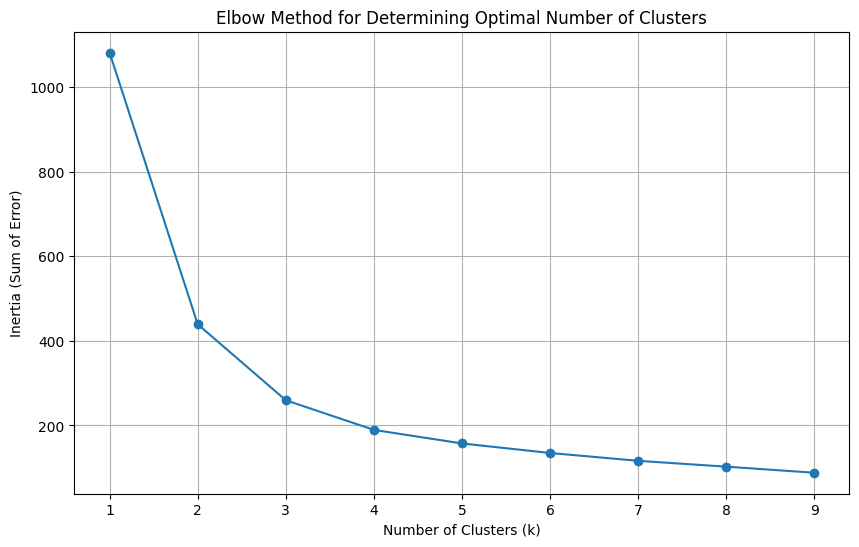 Elbow Method for Determining Optimal Number of Clusters
Inertia (Sum of Error)
1000
800
600
400
200
1 2 3 4 5 6 7 8 9
Number of Clusters (k)